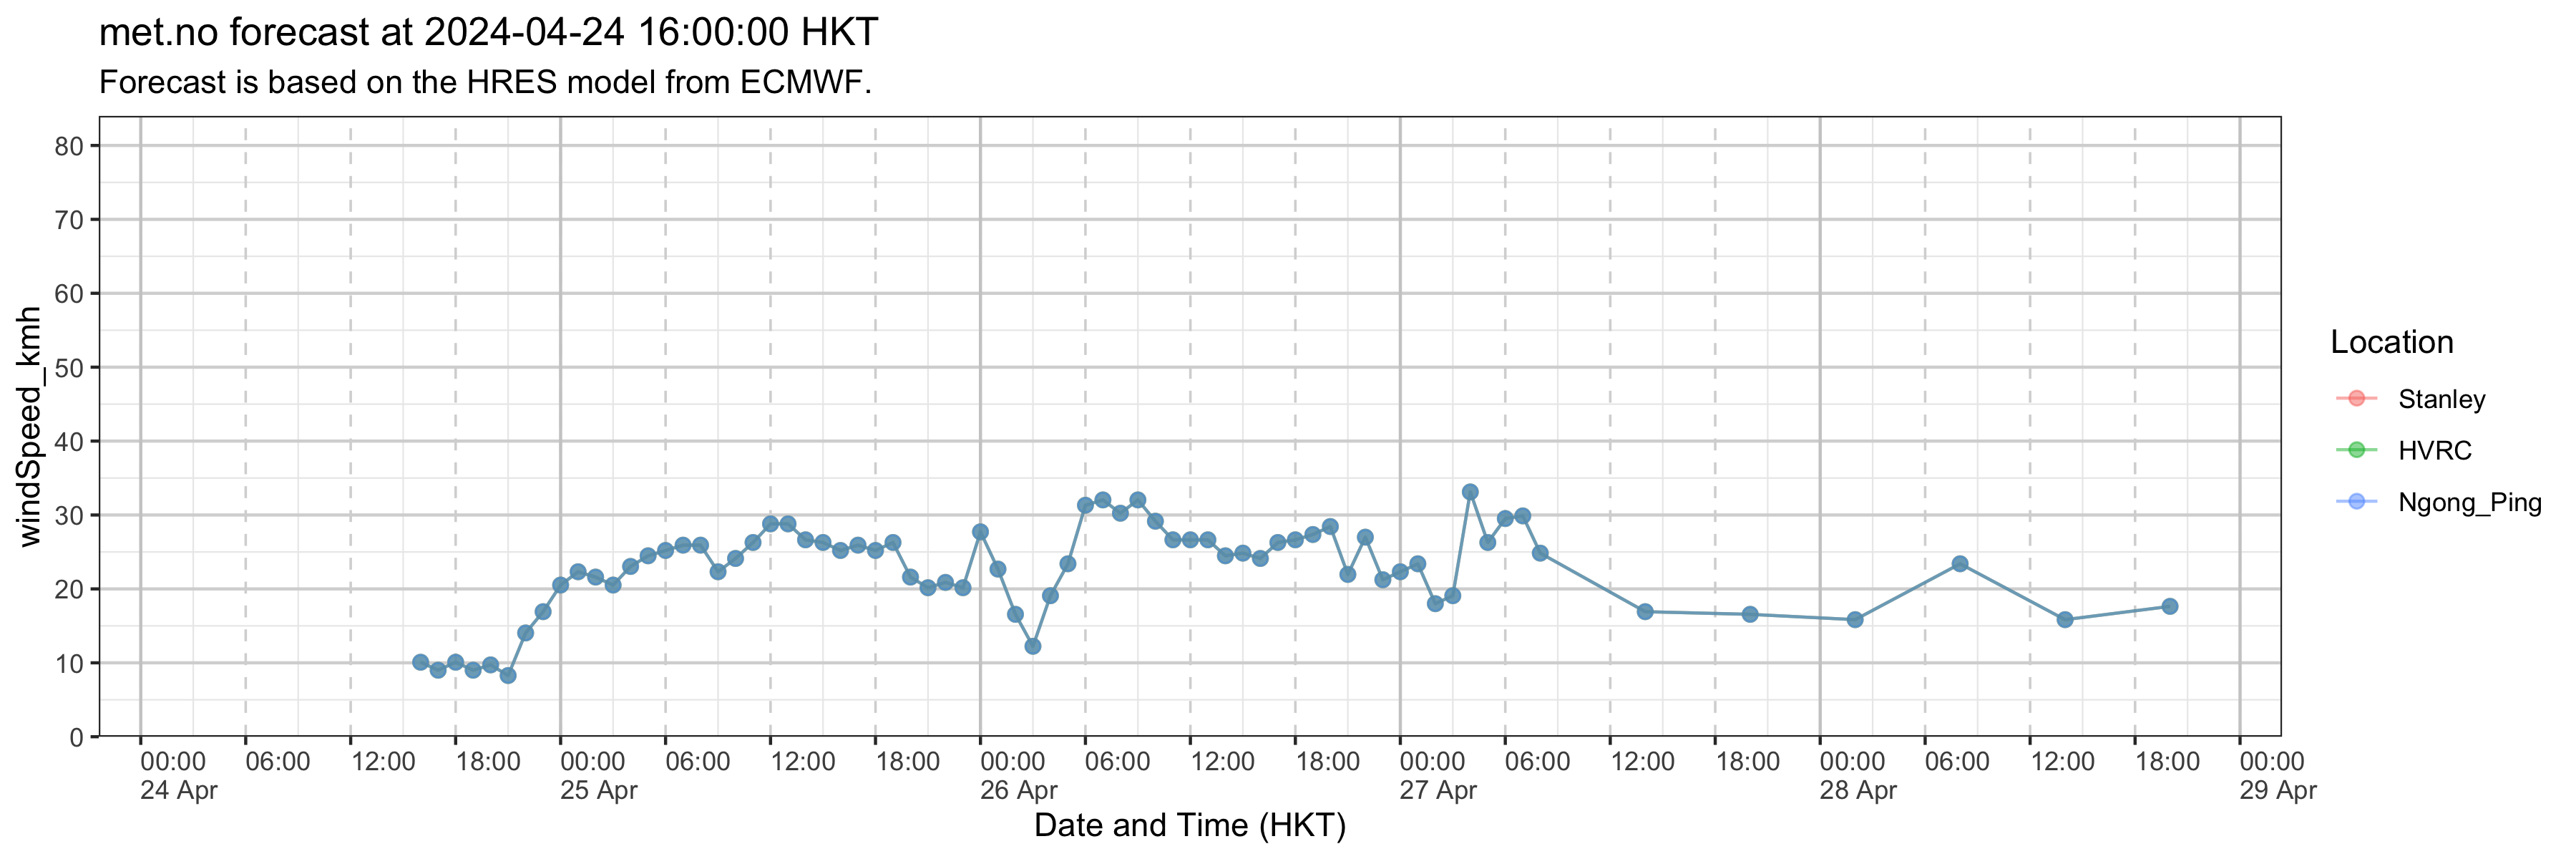 met.no forecast at 2024-04-24 16:00:00 HKT
Forecast is based on the HRES model from ECMWF.
80
70
60
50
40
30
20
10
0
windSpeed_kmh
00:00 06:00 12:00 18:00 00:00 06:00 12:00 18:00 00:00 06:00 12:00 18:00 00:00 06:00 12:00 18:00 00:00 06:00 12:00 18:00 00:00
24 Apr 25 Apr 26 Apr 27 Apr 28 Apr 29 Apr
Date and Time (HKT)
Location
Stanley
HVRC
Ngong_Ping